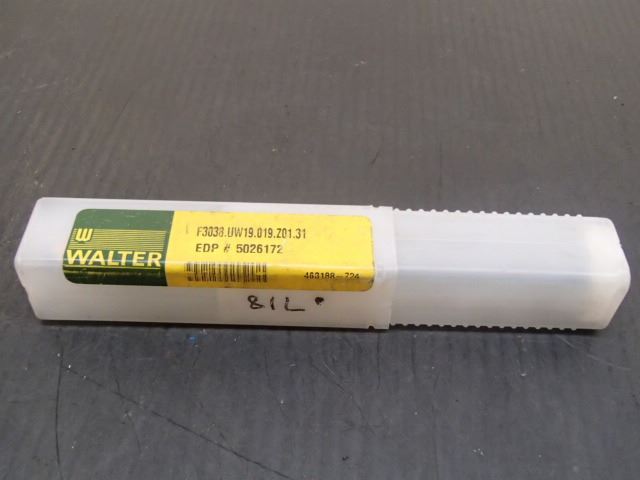 W
WALTER
F3038.UW19.019.Z01.31
EDP # 5026172
463188-724
81L